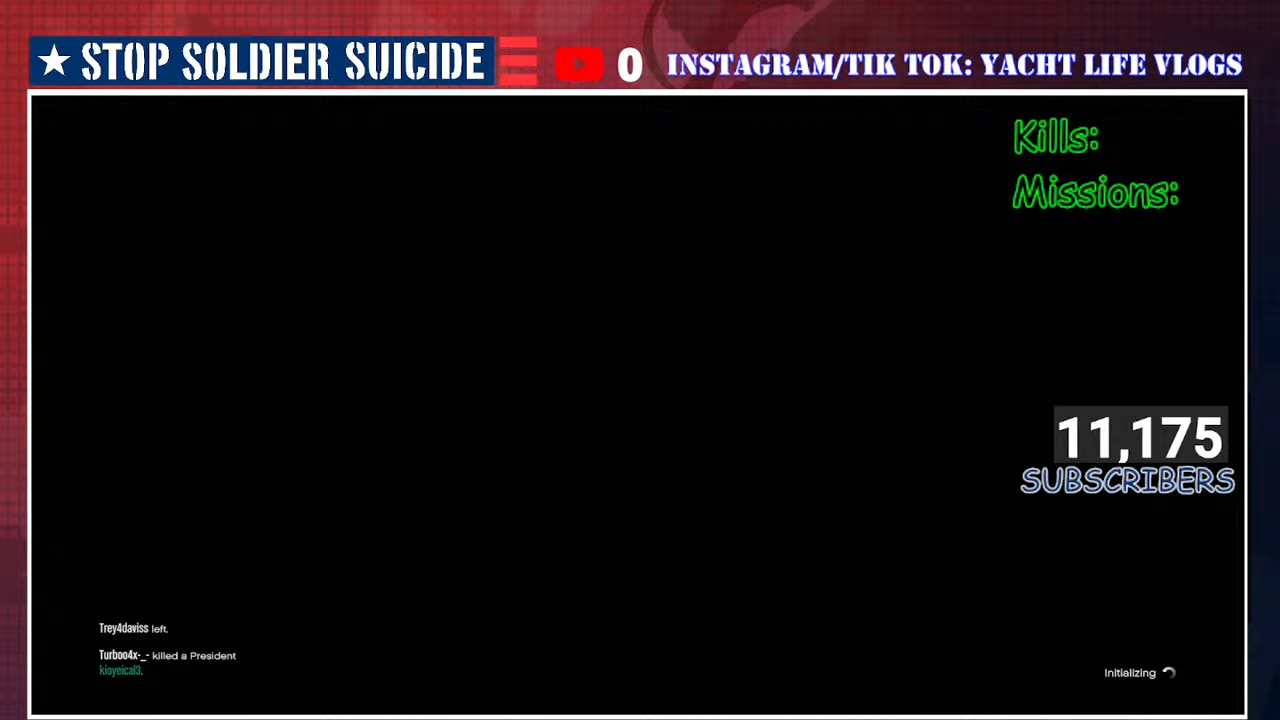 ★ STOP SOLDIER SUICIDE
0
INSTAGRAM/TIK TOK: YACHT LIFE VLOGS
Kills:
Missions:
11,175
SUBSCRIBERS
Trey4daviss left.
Turboo4x-_- killed a President
kioyeical3.
Initializing